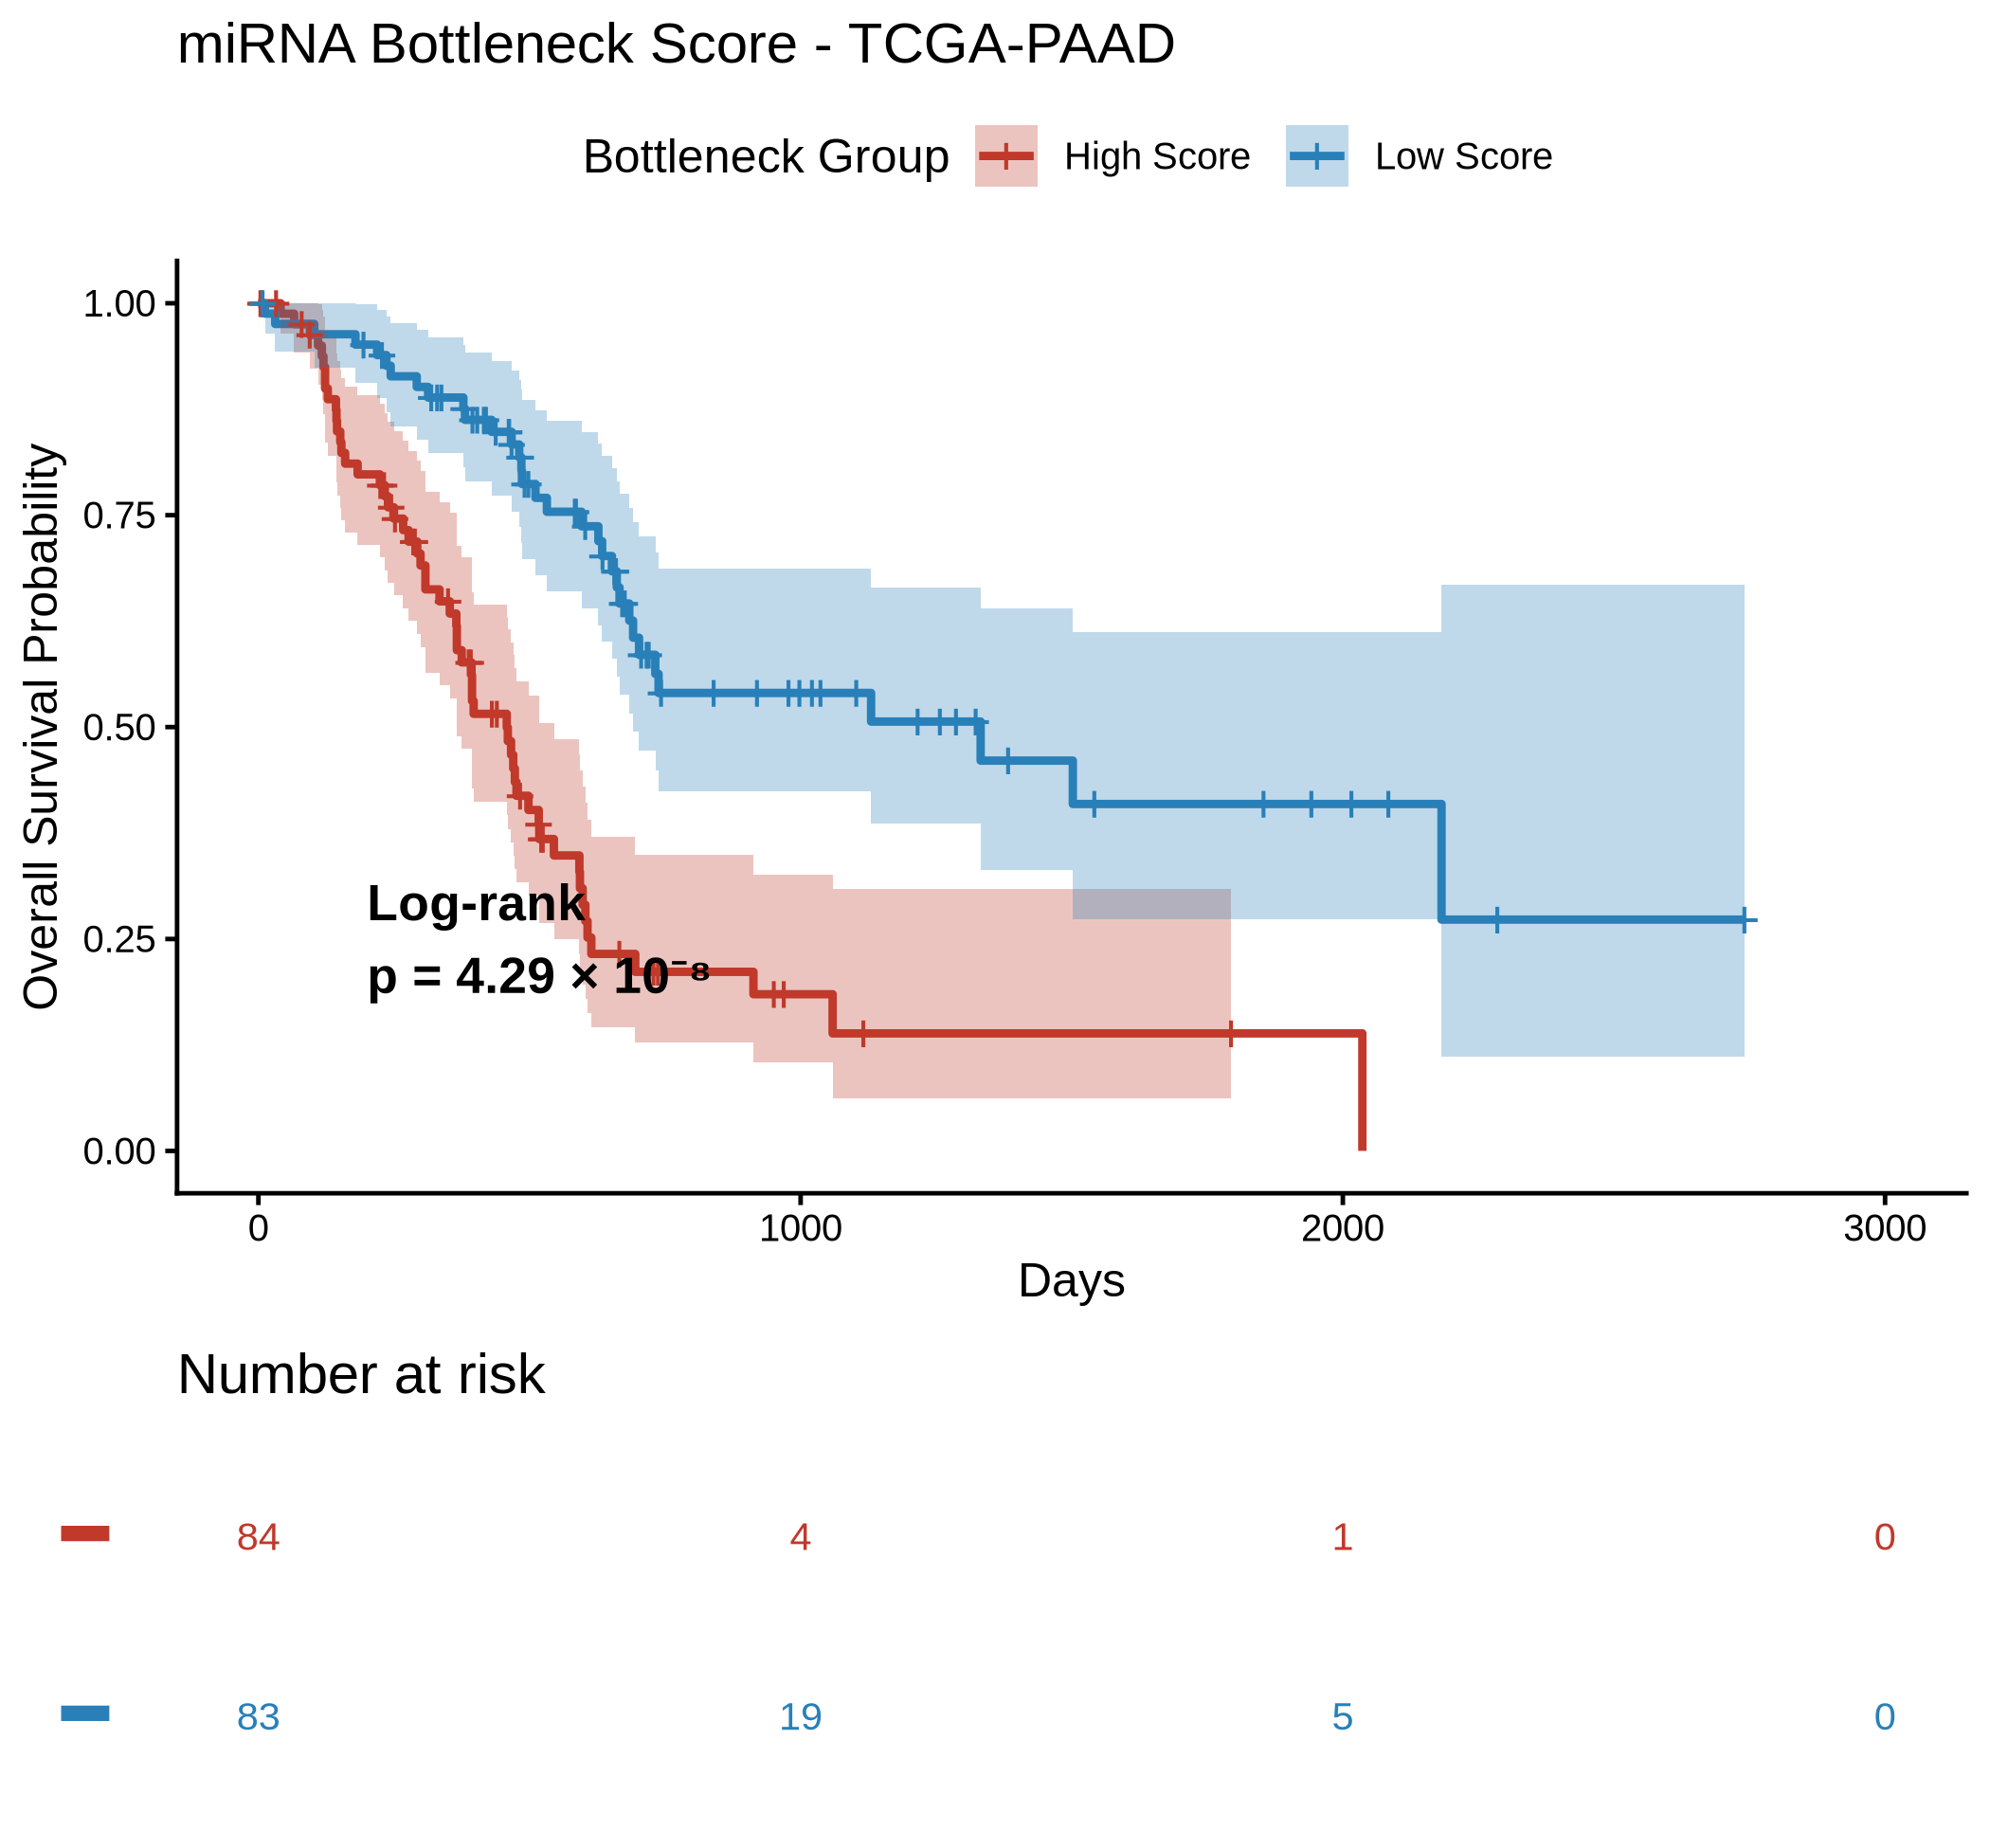 miRNA Bottleneck Score - TCGA-PAAD
Bottleneck Group High Score Low Score
Overall Survival Probability
1.00
0.75
0.50
0.25
0.00
Log-rank
p = 4.29 × 10⁻⁸
0 1000 2000 3000
Days
Number at risk
84 4 1 0
83 19 5 0